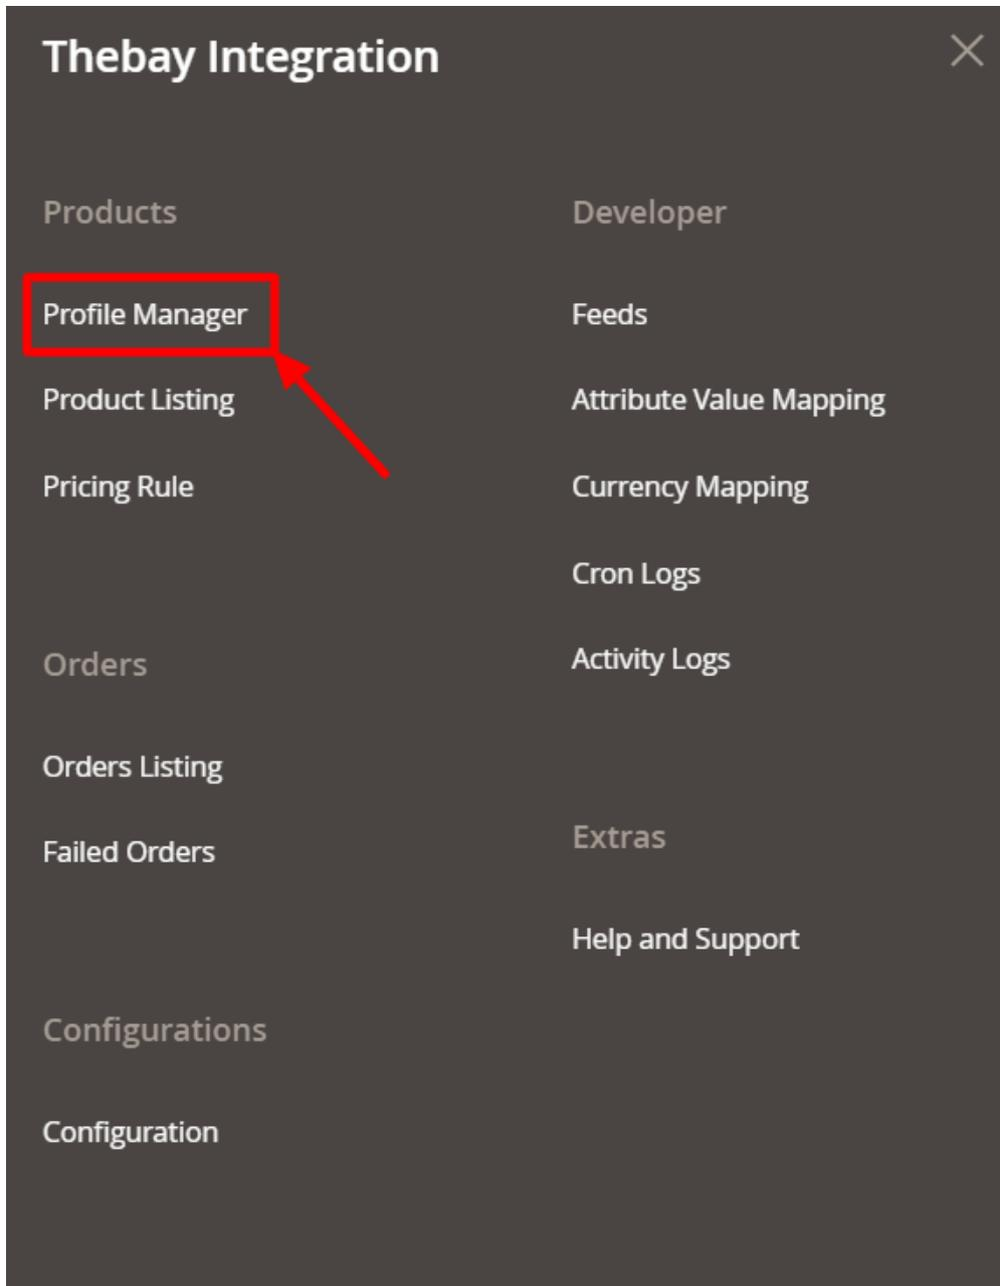 Thebay Integration
Products
Profile Manager
Product Listing
Pricing Rule
Orders
Orders Listing
Failed Orders
Configurations
Configuration
Developer
Feeds
Attribute Value Mapping
Currency Mapping
Cron Logs
Activity Logs
Extras
Help and Support